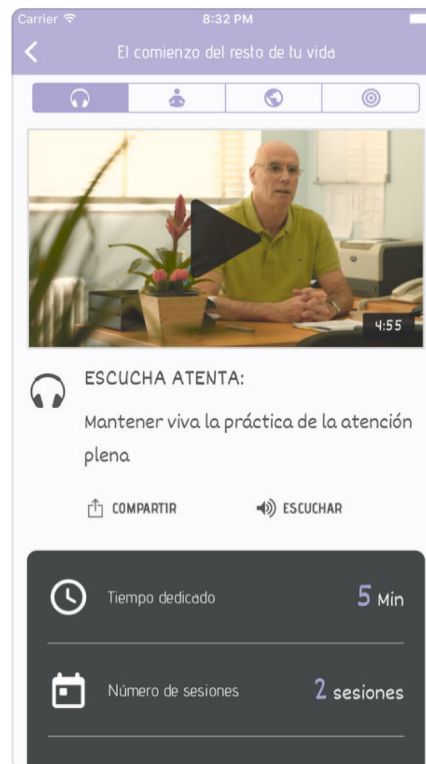 Carrier 8:32 PM
El comienzo del resto de tu vida
4:55
ESCUCHA ATENTA:
Mantener viva la práctica de la atención
plena
COMPARTIR ESCUCHAR
Tiempo dedicado 5 Min
Número de sesiones 2 sesiones